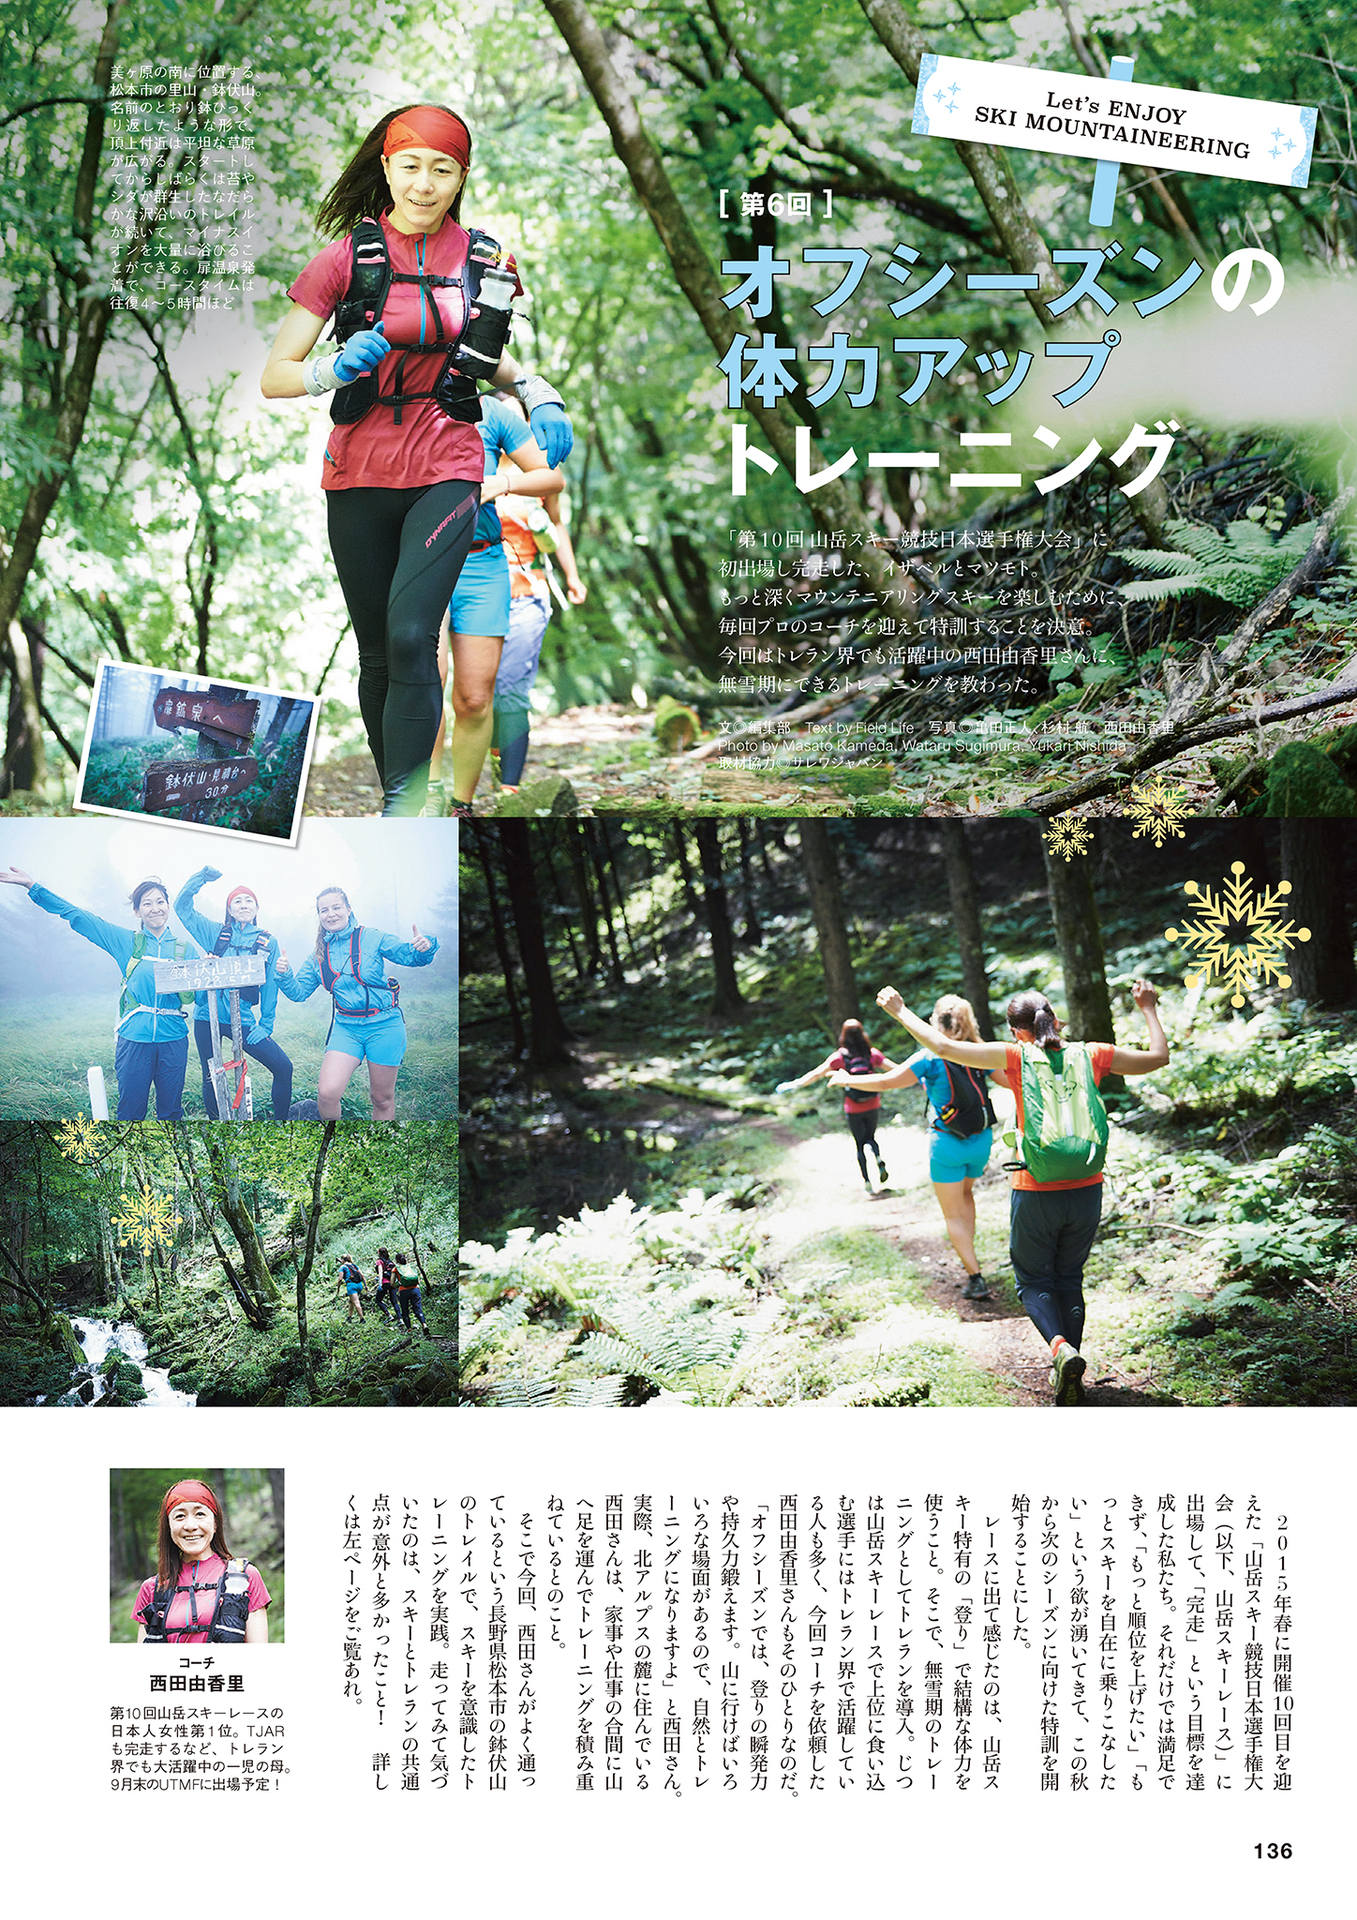 美ヶ原の南に位置する、
松本市の里山・鉢伏山。
名前のとおり鉢ひっく
り返したような形で、
頂上付近は平坦な草原
が広がる。スタートし
てからしばらくは苔や
シダが群生したなだら
かな沢沿いのトレイル
が続いて、マイナスイ
オンを大量に浴びるこ
とができる。扉温泉発
着で、コースタイムは
往復4～5時間ほど
Let's ENJOY
SKI MOUNTAINEERING
[ 第6回 ]
オフシーズンの
体力アップ
トレーニング
「第10回 山岳スキー競技日本選手権大会」に
初出場し完走した、イザベルとマツモト。
もっと深くマウンテニアリングスキーを楽しむために、
毎回プロのコーチを迎えて特訓することを決意。
今回はトレラン界でも活躍中の西田由香里さんに、
無雪期にできるトレーニングを教わった。
文◎編集部　Text by Field Life　写真◎亀田正人、杉村 航、西田由香里
Photo by Masato Kameda, Wataru Sugimura, Yukari Nishida
取材協力◎サレワジャパン
扉鉱泉へ
鉢伏山・見晴台へ
30分
鉢伏山頂上
1928.5m
DYNAFIT
2015年春に開催10回目を迎
えた「山岳スキー競技日本選手権大
会（以下、山岳スキーレース）」に
出場して、「完走」という目標を達
成した私たち。それだけでは満足で
きず、「もっと順位を上げたい」「も
っとスキーを自在に乗りこなした
い」という欲が湧いてきて、この秋
から次のシーズンに向けた特訓を開
始することにした。
レースに出て感じたのは、山岳ス
キー特有の「登り」で結構な体力を
使うこと。そこで、無雪期のトレー
ニングとしてトレランを導入。じつ
は山岳スキーレースで上位に食い込
む選手にはトレラン界で活躍してい
る人も多く、今回コーチを依頼した
西田由香里さんもそのひとりなのだ。
「オフシーズンでは、登りの瞬発力
や持久力鍛えます。山に行けばいろ
いろな場面があるので、自然とトレ
ーニングになりますよ」と西田さん。
実際、北アルプスの麓に住んでいる
西田さんは、家事や仕事の合間に山
へ足を運んでトレーニングを積み重
ねているとのこと。
そこで今回、西田さんがよく通っ
ているという長野県松本市の鉢伏山
のトレイルで、スキーを意識したト
レーニングを実践。走ってみて気づ
いたのは、スキーとトレランの共通
点が意外と多かったこと！　詳し
くは左ページをご覧あれ。
コーチ
西田由香里
第10回山岳スキーレースの
日本人女性第1位。TJAR
も完走するなど、トレラン
界でも大活躍中の一児の母。
9月末のUTMFに出場予定！
136